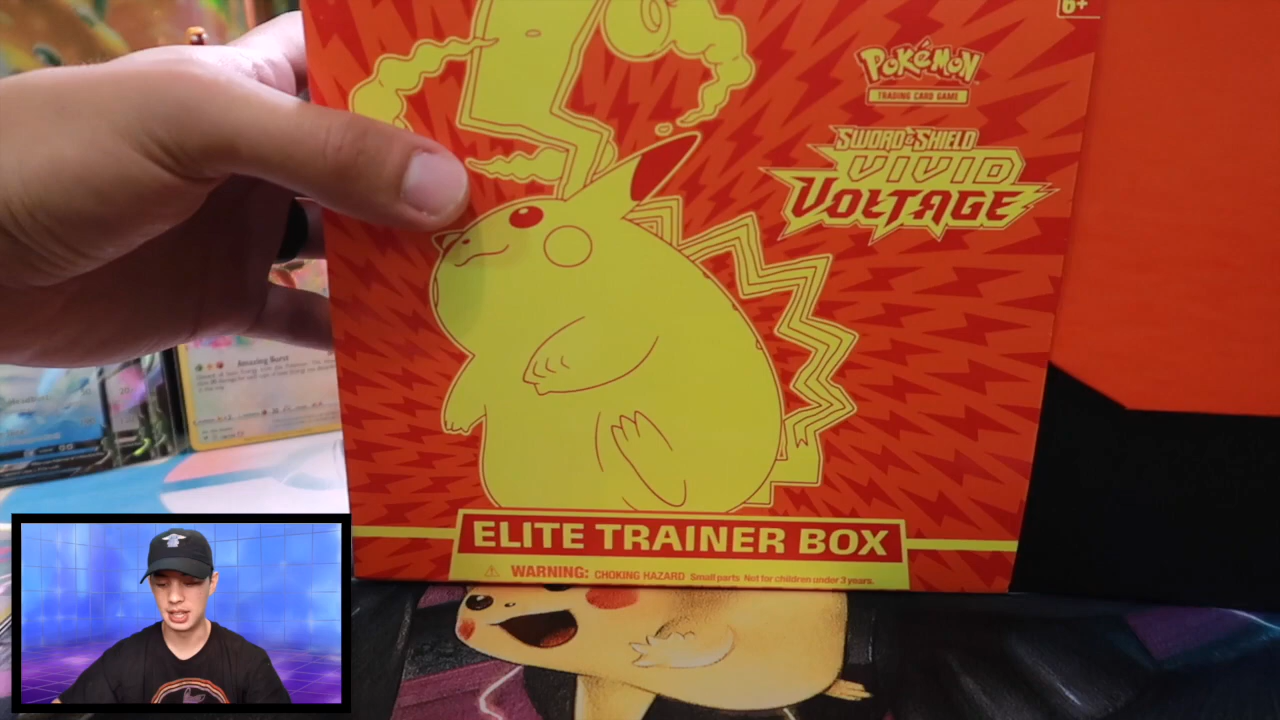 6+
POKéMON
TRADING CARD GAME
SWORD & SHIELD
VIVID
VOLTAGE
Amazing Burst
20
ELITE TRAINER BOX
WARNING: CHOKING HAZARD Small parts Not for children under 3 years.